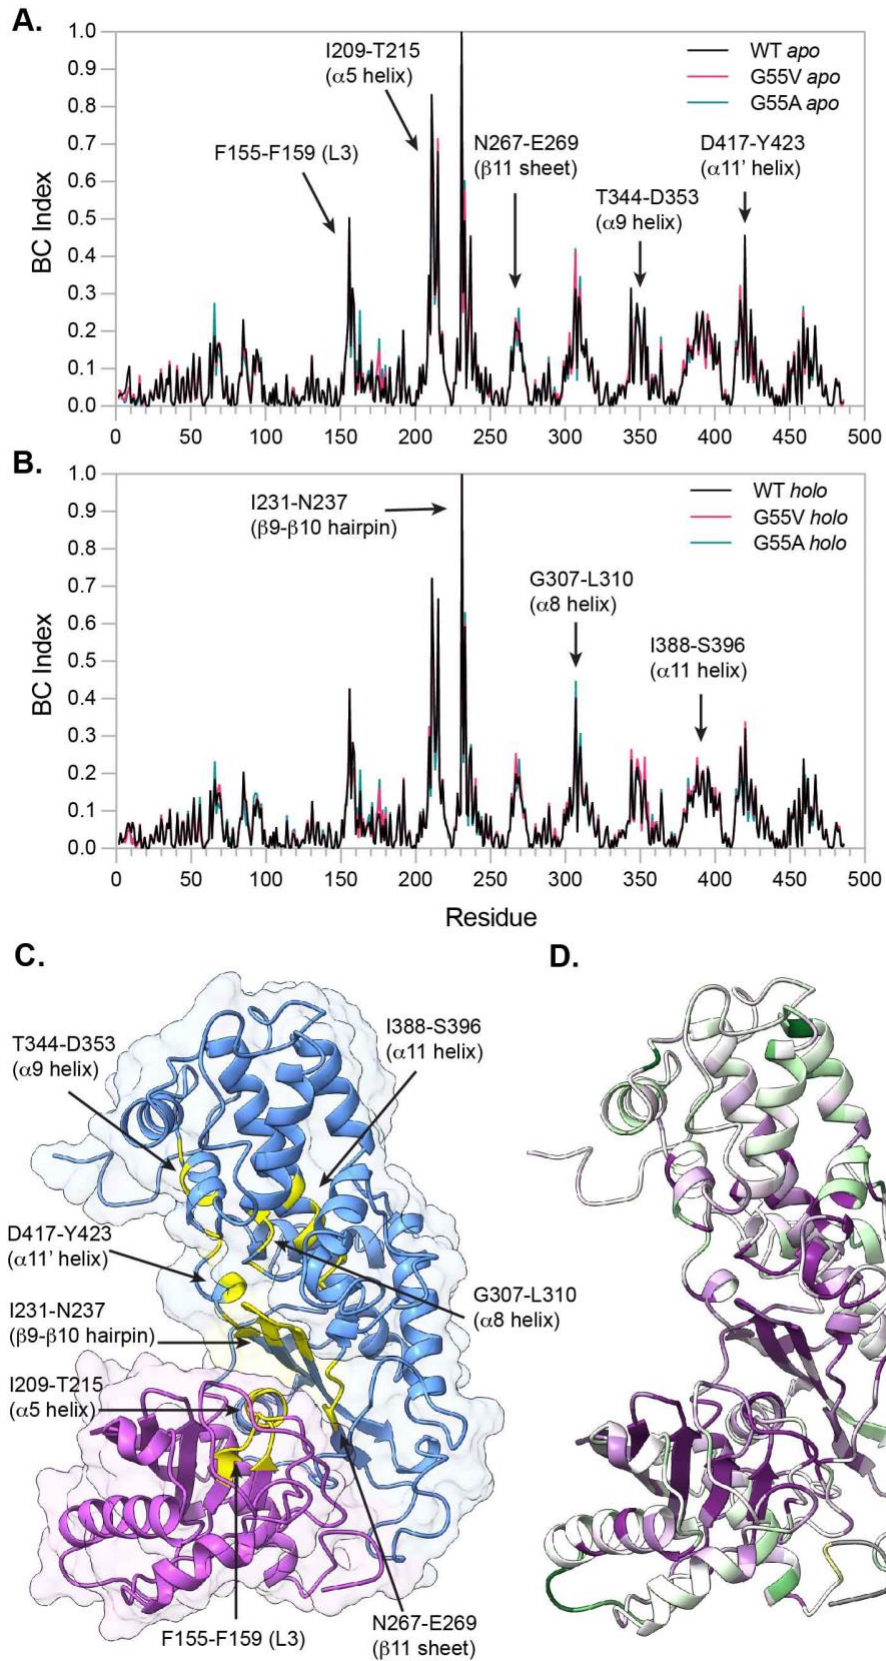 A.
1.0
0.9
0.8
0.7
0.6
0.5
0.4
0.3
0.2
0.1
0.0
BC Index
I209-T215
(α5 helix)
F155-F159 (L3)
N267-E269
(β11 sheet)
T344-D353
(α9 helix)
D417-Y423
(α11’ helix)
WT apo
G55V apo
G55A apo
0 50 100 150 200 250 300 350 400 450 500
B.
1.0
0.9
0.8
0.7
0.6
0.5
0.4
0.3
0.2
0.1
0.0
BC Index
I231-N237
(β9-β10 hairpin)
G307-L310
(α8 helix)
I388-S396
(α11 helix)
WT holo
G55V holo
G55A holo
0 50 100 150 200 250 300 350 400 450 500
Residue
C.
T344-D353
(α9 helix)
I388-S396
(α11 helix)
D417-Y423
(α11’ helix)
I231-N237
(β9-β10 hairpin)
G307-L310
(α8 helix)
I209-T215
(α5 helix)
F155-F159 (L3)
N267-E269
(β11 sheet)
D.